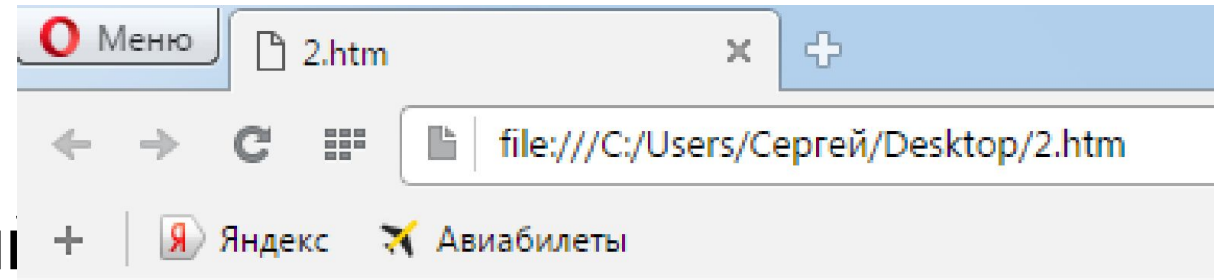 Меню 2.htm
file:///C:/Users/Сергей/Desktop/2.htm
Яндекс Авиабилеты